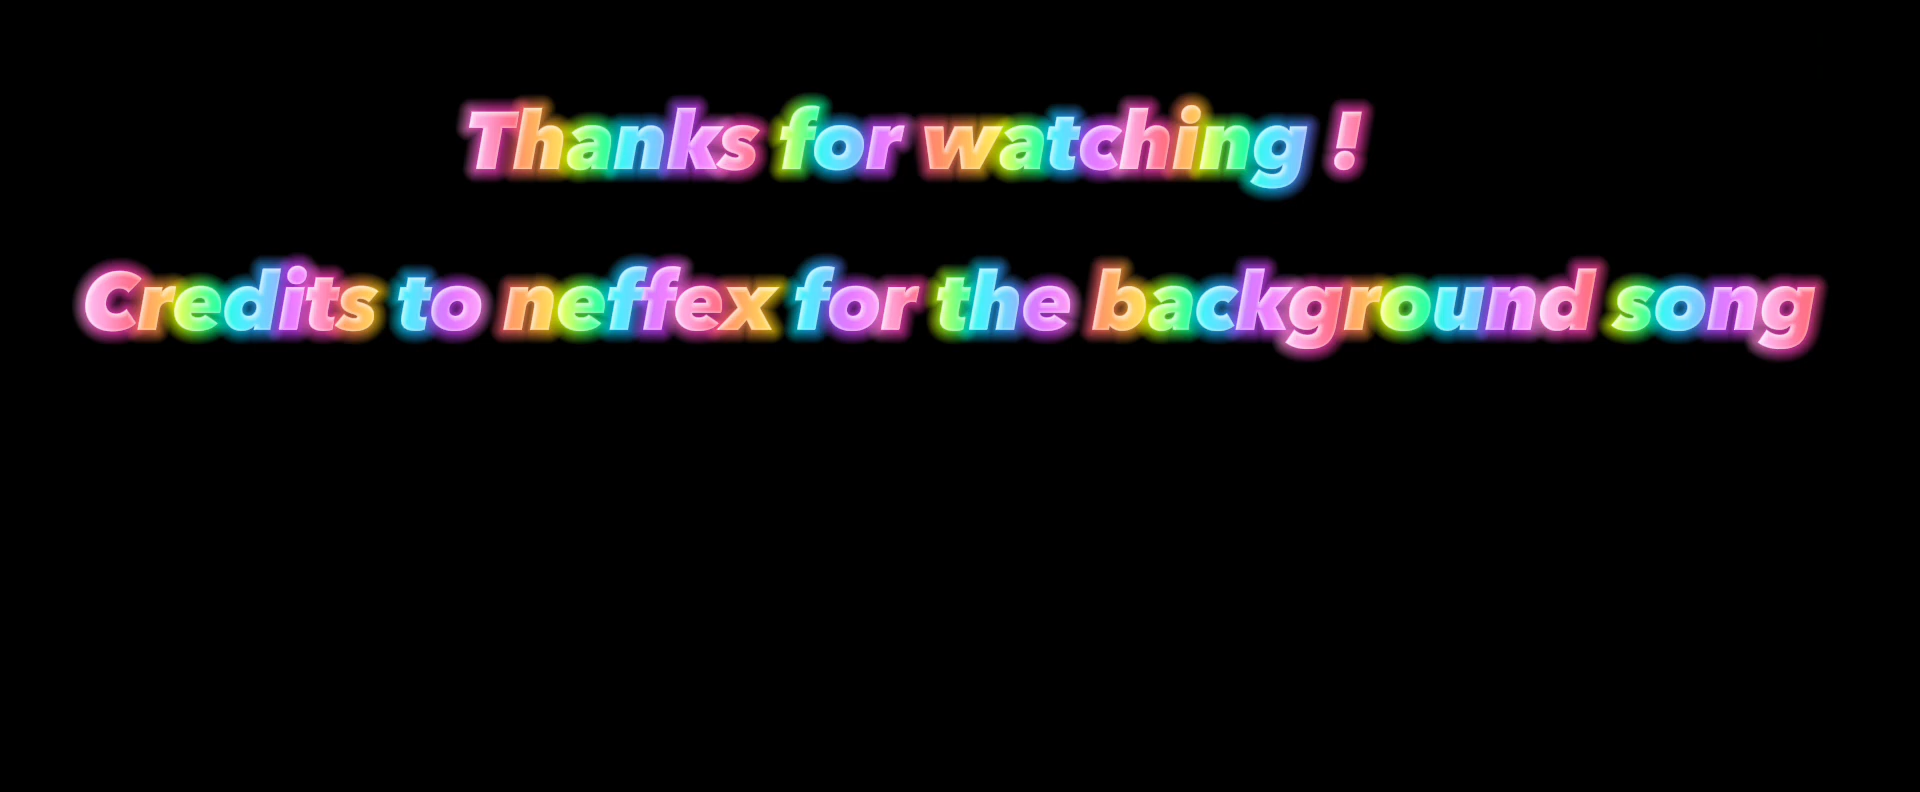 Thanks for watching !
Credits to neffex for the background song